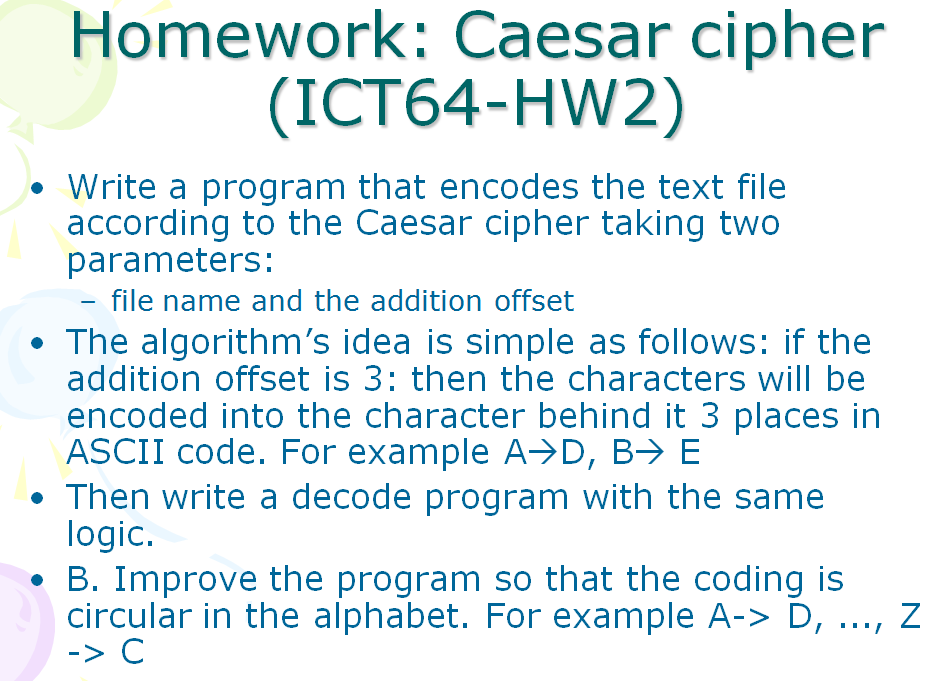 Homework: Caesar cipher
(ICT64-HW2)
• Write a program that encodes the text file
according to the Caesar cipher taking two
parameters:
– file name and the addition offset
• The algorithm’s idea is simple as follows: if the
addition offset is 3: then the characters will be
encoded into the character behind it 3 places in
ASCII code. For example A→D, B→ E
• Then write a decode program with the same
logic.
• B. Improve the program so that the coding is
circular in the alphabet. For example A-> D, ..., Z
-> C